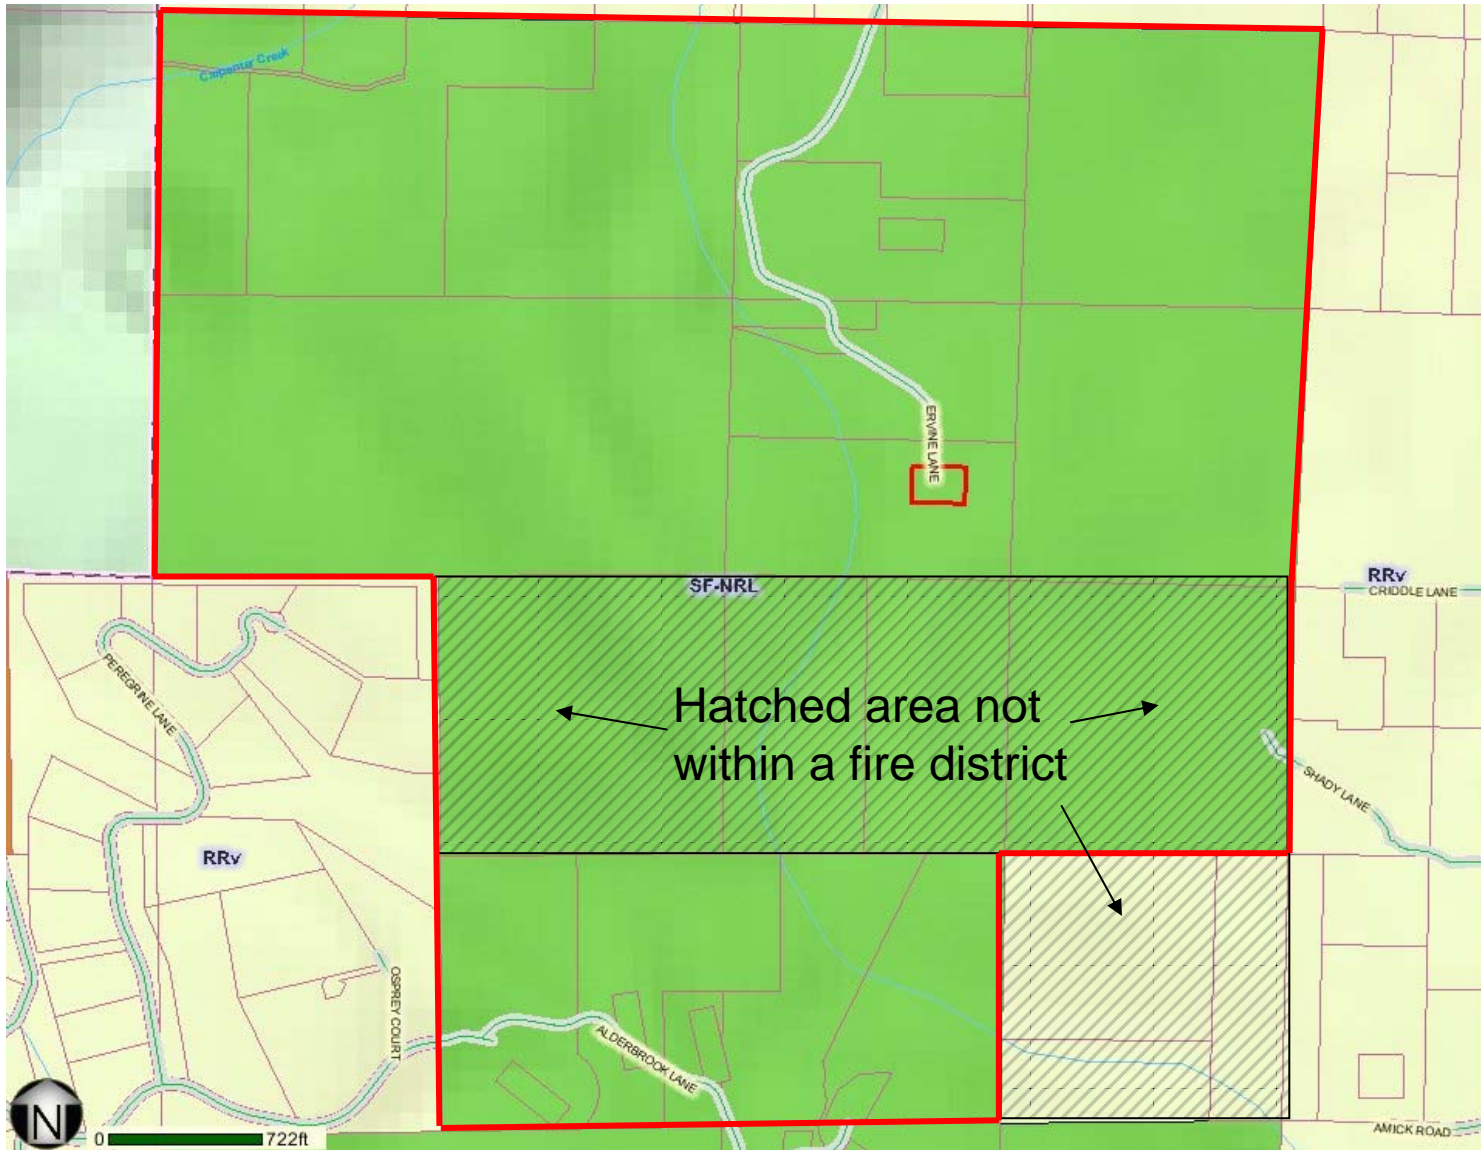 Carpenter Creek
ERVINE LANE
SF-NRL
RRv
CRIDDLE LANE
PEREGRINE LANE
Hatched area not
within a fire district
SHADY LANE
RRv
OSPREY COURT
ALDERBROOK LANE
AMICK ROAD
N
0 722ft